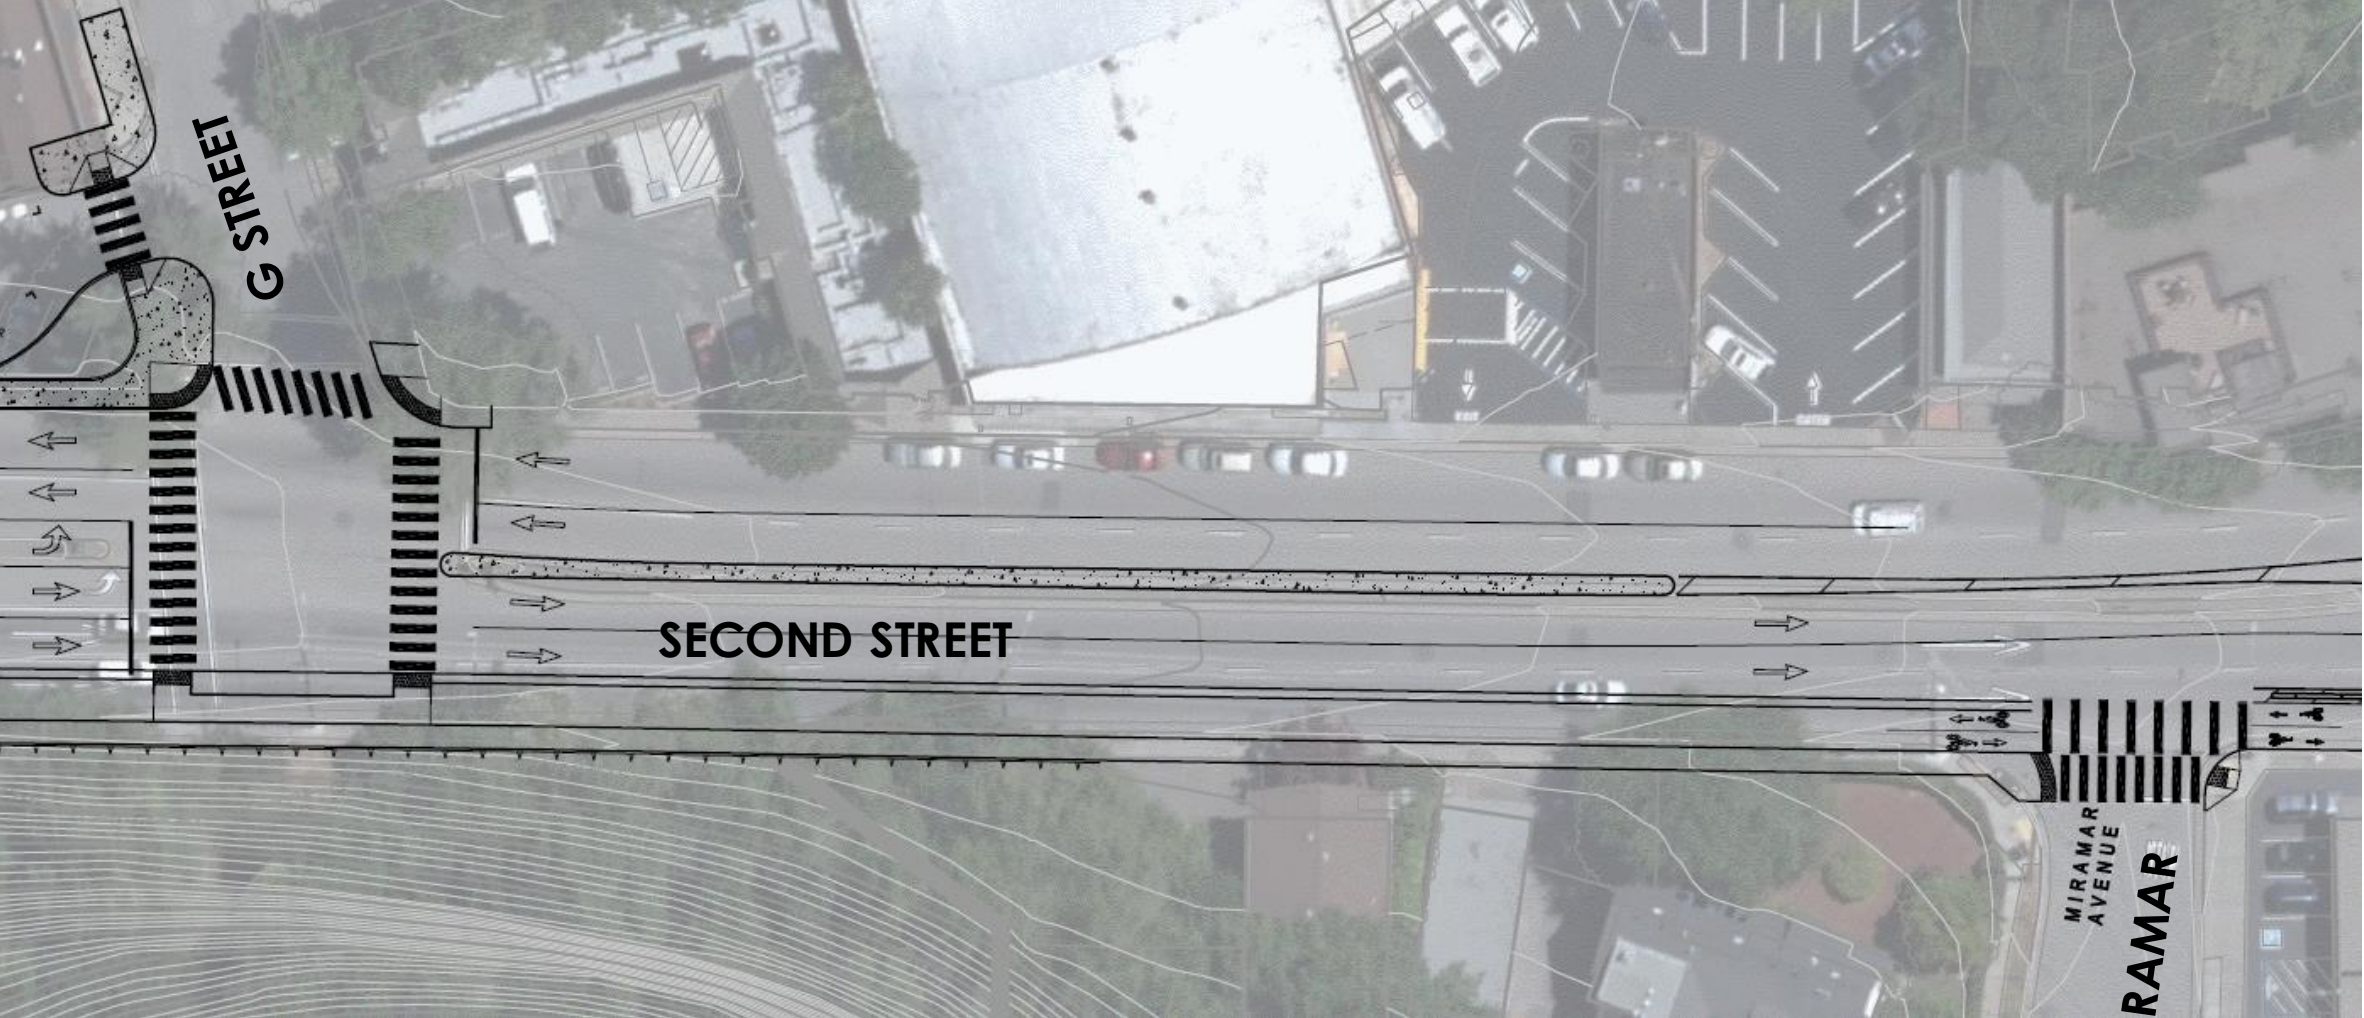 G STREET
SECOND STREET
MIRAMAR
AVENUE
RAMAR